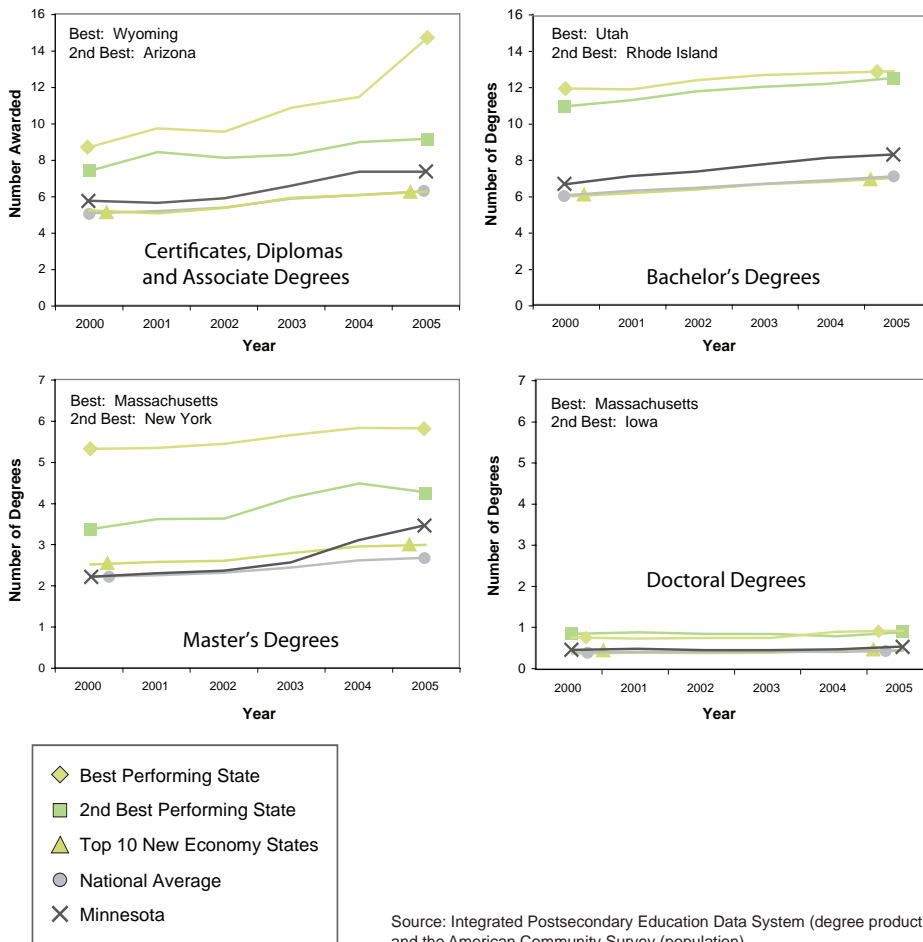 16
14
12
10
8
6
4
2
0
Number Awarded
Best: Wyoming
2nd Best: Arizona
Certificates, Diplomas
and Associate Degrees
2000 2001 2002 2003 2004 2005
Year
16
14
12
10
8
6
4
2
0
Number of Degrees
Best: Utah
2nd Best: Rhode Island
Bachelor's Degrees
2000 2001 2002 2003 2004 2005
Year
7
6
5
4
3
2
1
0
Number of Degrees
Best: Massachusetts
2nd Best: New York
Master's Degrees
2000 2001 2002 2003 2004 2005
Year
7
6
5
4
3
2
1
0
Number of Degrees
Best: Massachusetts
2nd Best: Iowa
Doctoral Degrees
2000 2001 2002 2003 2004 2005
Year
Best Performing State
2nd Best Performing State
Top 10 New Economy States
National Average
Minnesota
Source: Integrated Postsecondary Education Data System (degree product
and the American Community Survey (population)